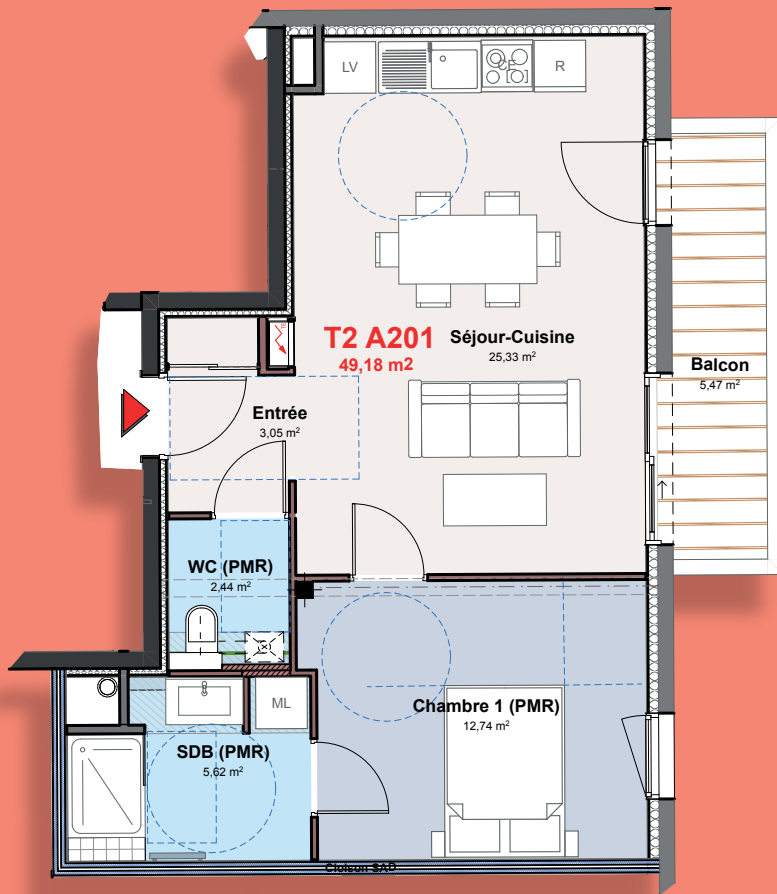 LV
CE
R
T2 A201
49,18 m²
Séjour-Cuisine
25,33 m²
Balcon
5,47 m²
Entrée
3,05 m²
WC (PMR)
2,44 m²
Chambre 1 (PMR)
12,74 m²
ML
SDB (PMR)
5,62 m²
Cloison SAD